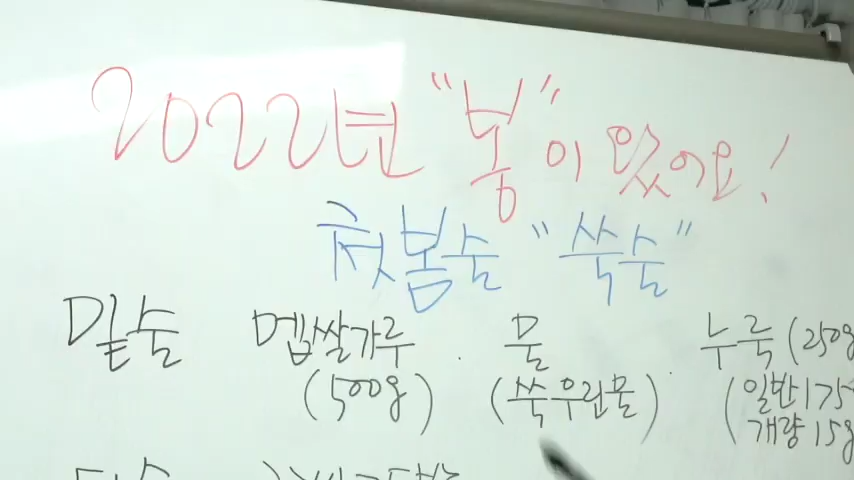 2022년 "봄"이 왔어요!
첫봄술 "쑥술"
밑술 멥쌀가루 . 물 . 누룩 (250g
(500g) (쑥우린물) (일반175
개량15g